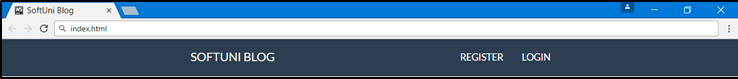 SoftUni Blog
index.html
SOFTUNI BLOG REGISTER LOGIN